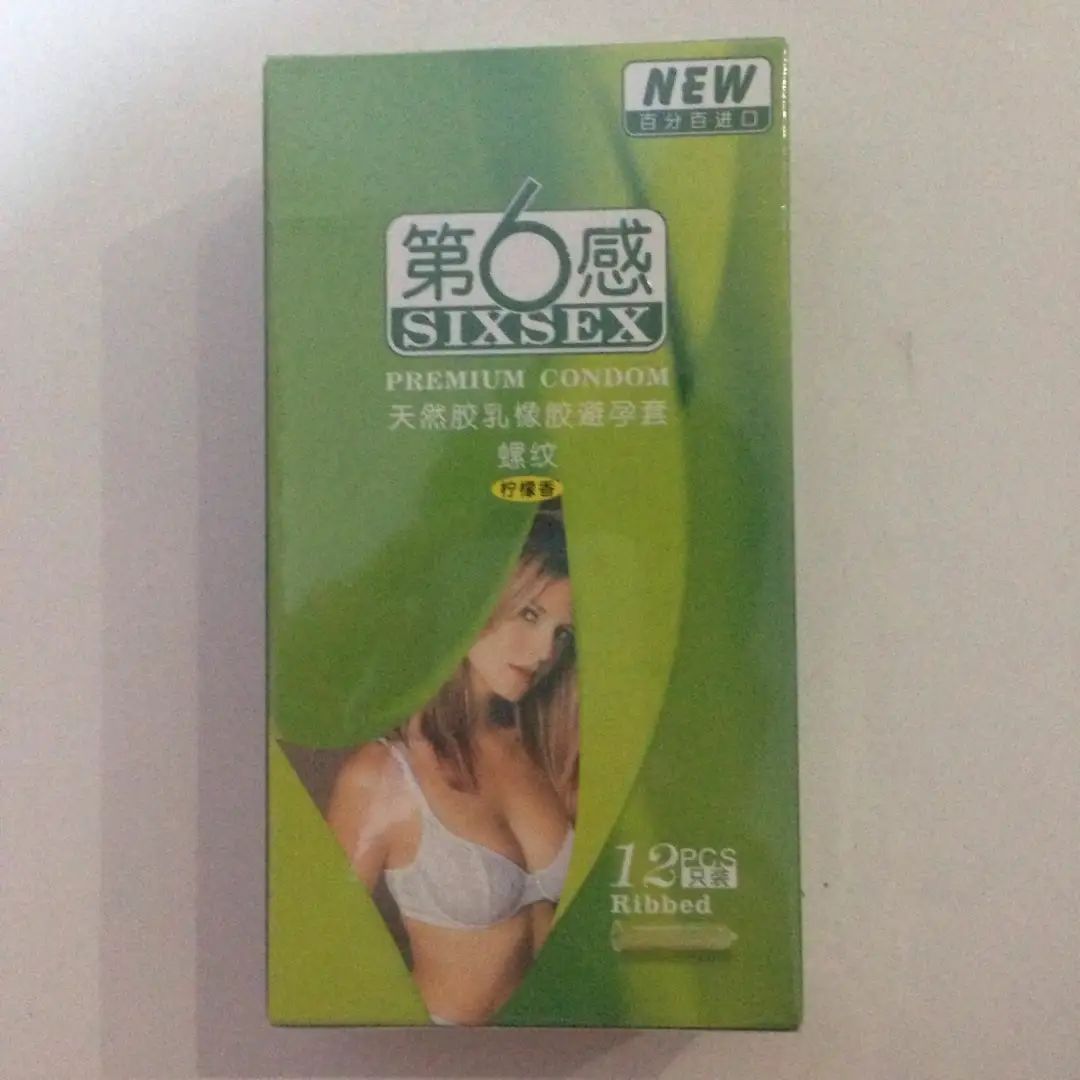 NEW
百分百进口
第6感
SIXSEX
PREMIUM CONDOM
天然胶乳橡胶避孕套
螺纹
柠檬香
12PCS
只装
Ribbed